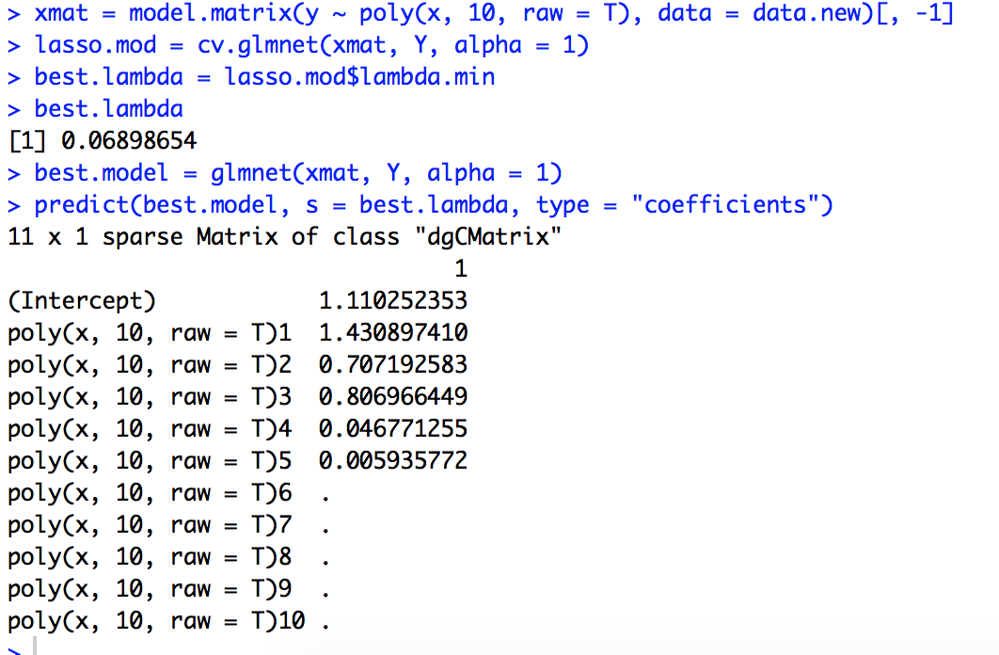 > xmat = model.matrix(y ~ poly(x, 10, raw = T), data = data.new)[, -1]
> lasso.mod = cv.glmnet(xmat, Y, alpha = 1)
> best.lambda = lasso.mod$lambda.min
> best.lambda
[1] 0.06898654
> best.model = glmnet(xmat, Y, alpha = 1)
> predict(best.model, s = best.lambda, type = "coefficients")
11 x 1 sparse Matrix of class "dgCMatrix"
1
(Intercept) 1.110252353
poly(x, 10, raw = T)1 1.430897410
poly(x, 10, raw = T)2 0.707192583
poly(x, 10, raw = T)3 0.806966449
poly(x, 10, raw = T)4 0.046771255
poly(x, 10, raw = T)5 0.005935772
poly(x, 10, raw = T)6 .
poly(x, 10, raw = T)7 .
poly(x, 10, raw = T)8 .
poly(x, 10, raw = T)9 .
poly(x, 10, raw = T)10 .
>